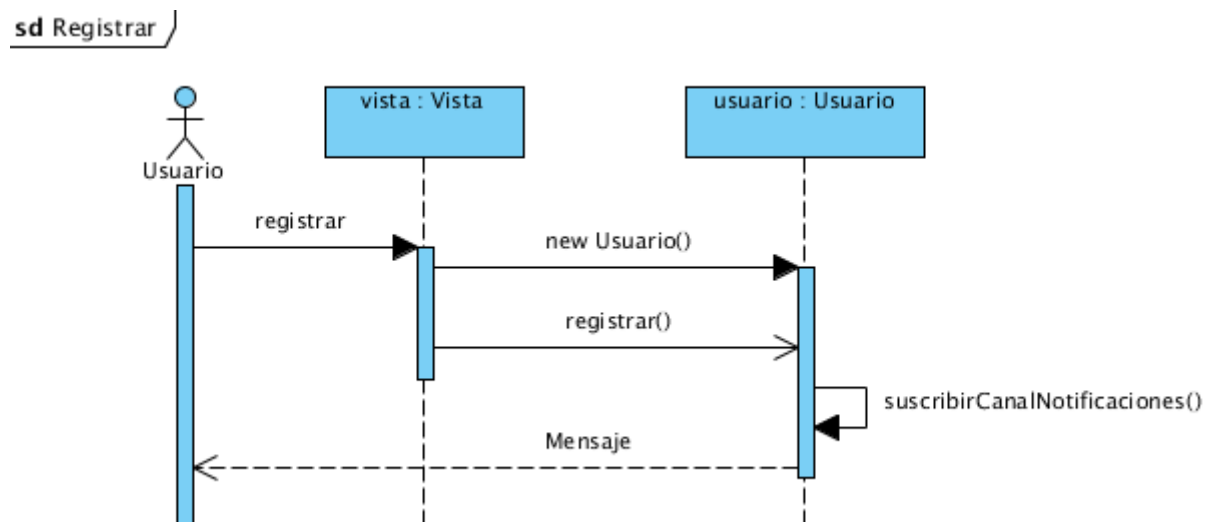 sd Registrar
vista : Vista
usuario : Usuario
Usuario
registrar
new Usuario()
registrar()
suscribirCanalNotificaciones()
Mensaje